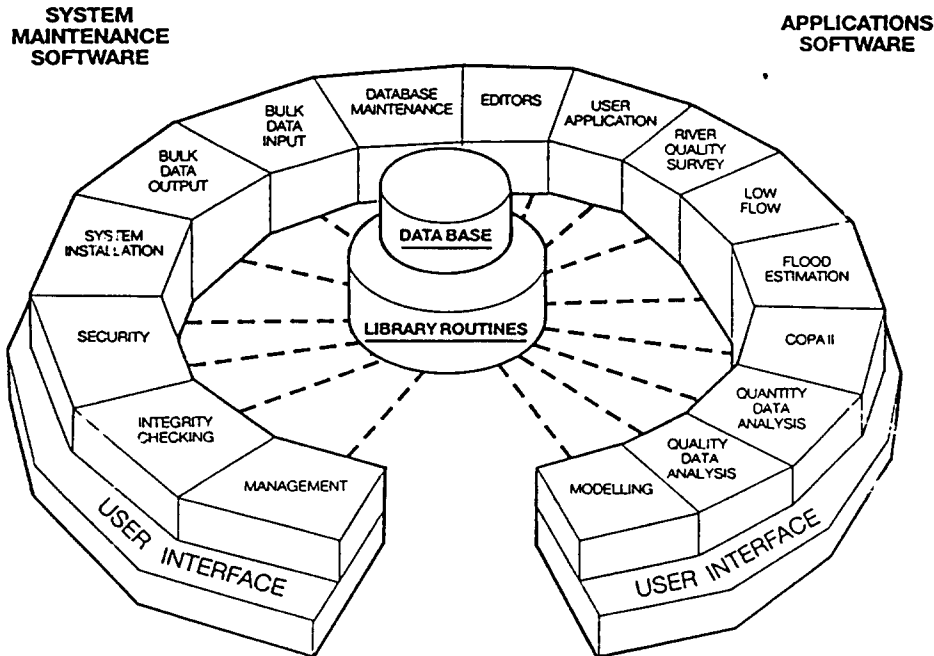 SYSTEM
MAINTENANCE
SOFTWARE
APPLICATIONS
SOFTWARE
DATABASE
MAINTENANCE
EDITORS
USER
APPLICATION
BULK
DATA
INPUT
RIVER
QUALITY
SURVEY
BULK
DATA
OUTPUT
LOW
FLOW
SYSTEM
INSTALLATION
DATA BASE
FLOOD
ESTIMATION
SECURITY
LIBRARY ROUTINES
COPA II
INTEGRITY
CHECKING
QUANTITY
DATA
ANALYSIS
MANAGEMENT
QUALITY
DATA
ANALYSIS
MODELLING
USER INTERFACE
USER INTERFACE